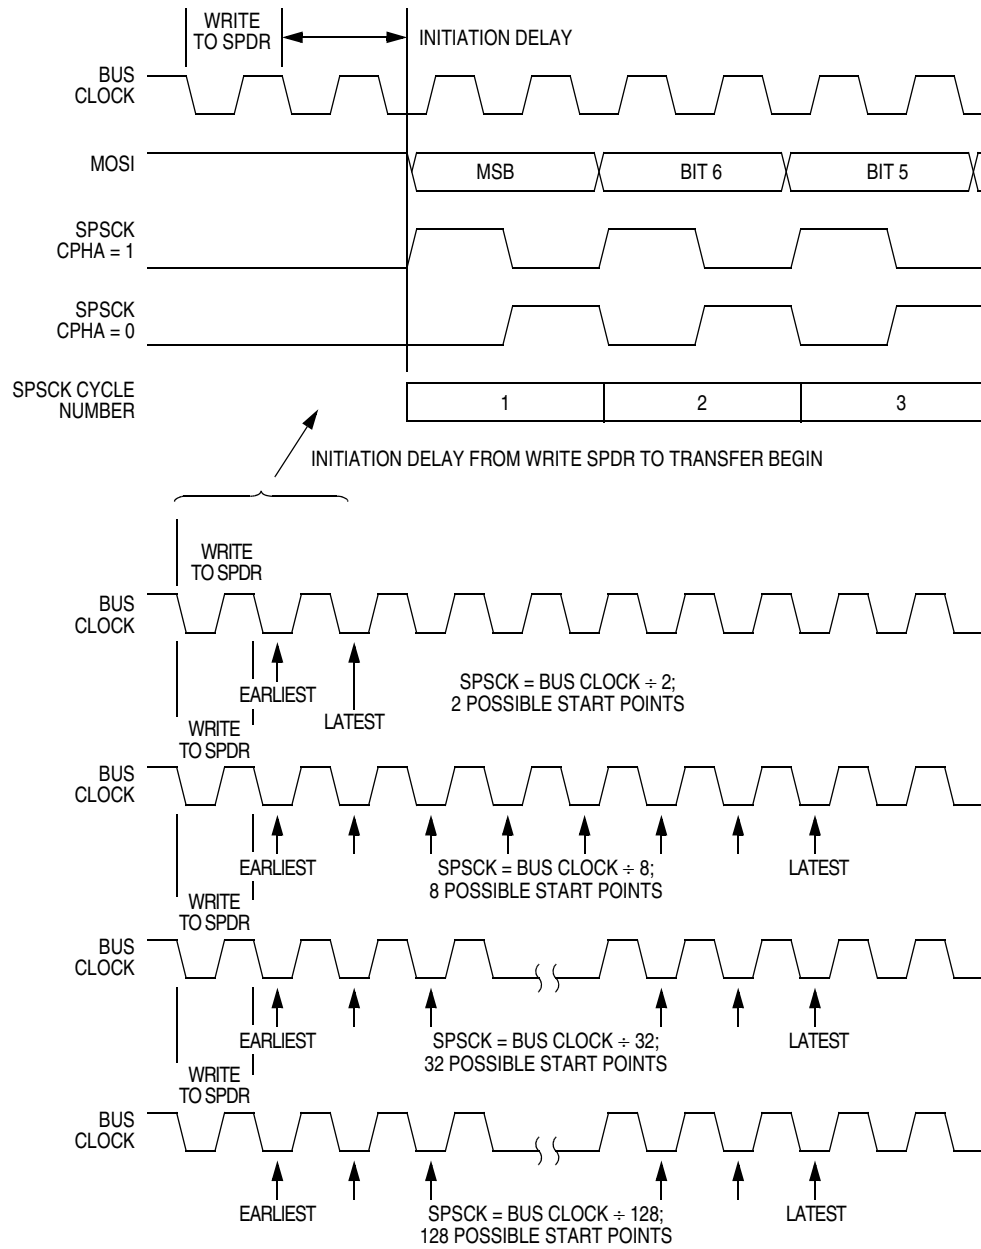 WRITE
TO SPDR
INITIATION DELAY
BUS
CLOCK
MOSI
MSB
BIT 6
BIT 5
SPSCK
CPHA = 1
SPSCK
CPHA = 0
SPSCK CYCLE
NUMBER
1
2
3
INITIATION DELAY FROM WRITE SPDR TO TRANSFER BEGIN
WRITE
TO SPDR
BUS
CLOCK
EARLIEST
LATEST
SPSCK = BUS CLOCK ÷ 2;
2 POSSIBLE START POINTS
WRITE
TO SPDR
BUS
CLOCK
EARLIEST
SPSCK = BUS CLOCK ÷ 8;
8 POSSIBLE START POINTS
LATEST
WRITE
TO SPDR
BUS
CLOCK
EARLIEST
SPSCK = BUS CLOCK ÷ 32;
32 POSSIBLE START POINTS
LATEST
WRITE
TO SPDR
BUS
CLOCK
EARLIEST
SPSCK = BUS CLOCK ÷ 128;
128 POSSIBLE START POINTS
LATEST